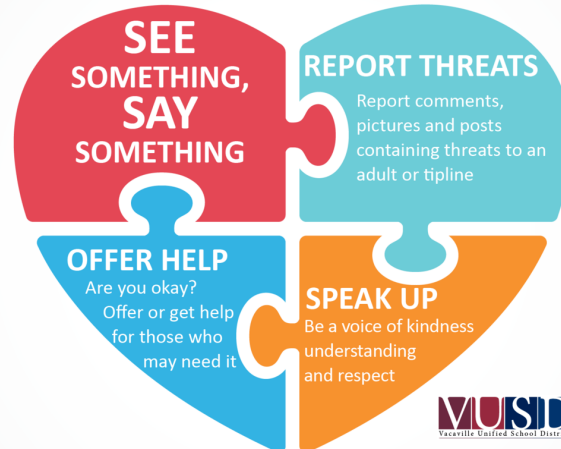 SEE
SOMETHING,
SAY
SOMETHING
REPORT THREATS
Report comments,
pictures and posts
containing threats to an
adult or tipline
OFFER HELP
Are you okay?
Offer or get help
for those who
may need it
SPEAK UP
Be a voice of kindness
understanding
and respect
VUSD
Vacaville Unified School Distri